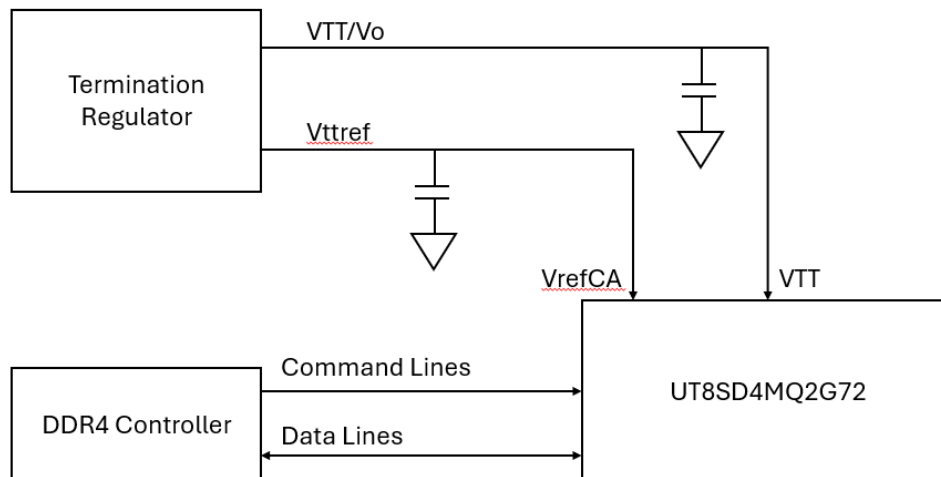 VTT/Vo
Termination
Regulator
Vttref
VrefCA
VTT
Command Lines
UT8SD4MQ2G72
DDR4 Controller
Data Lines